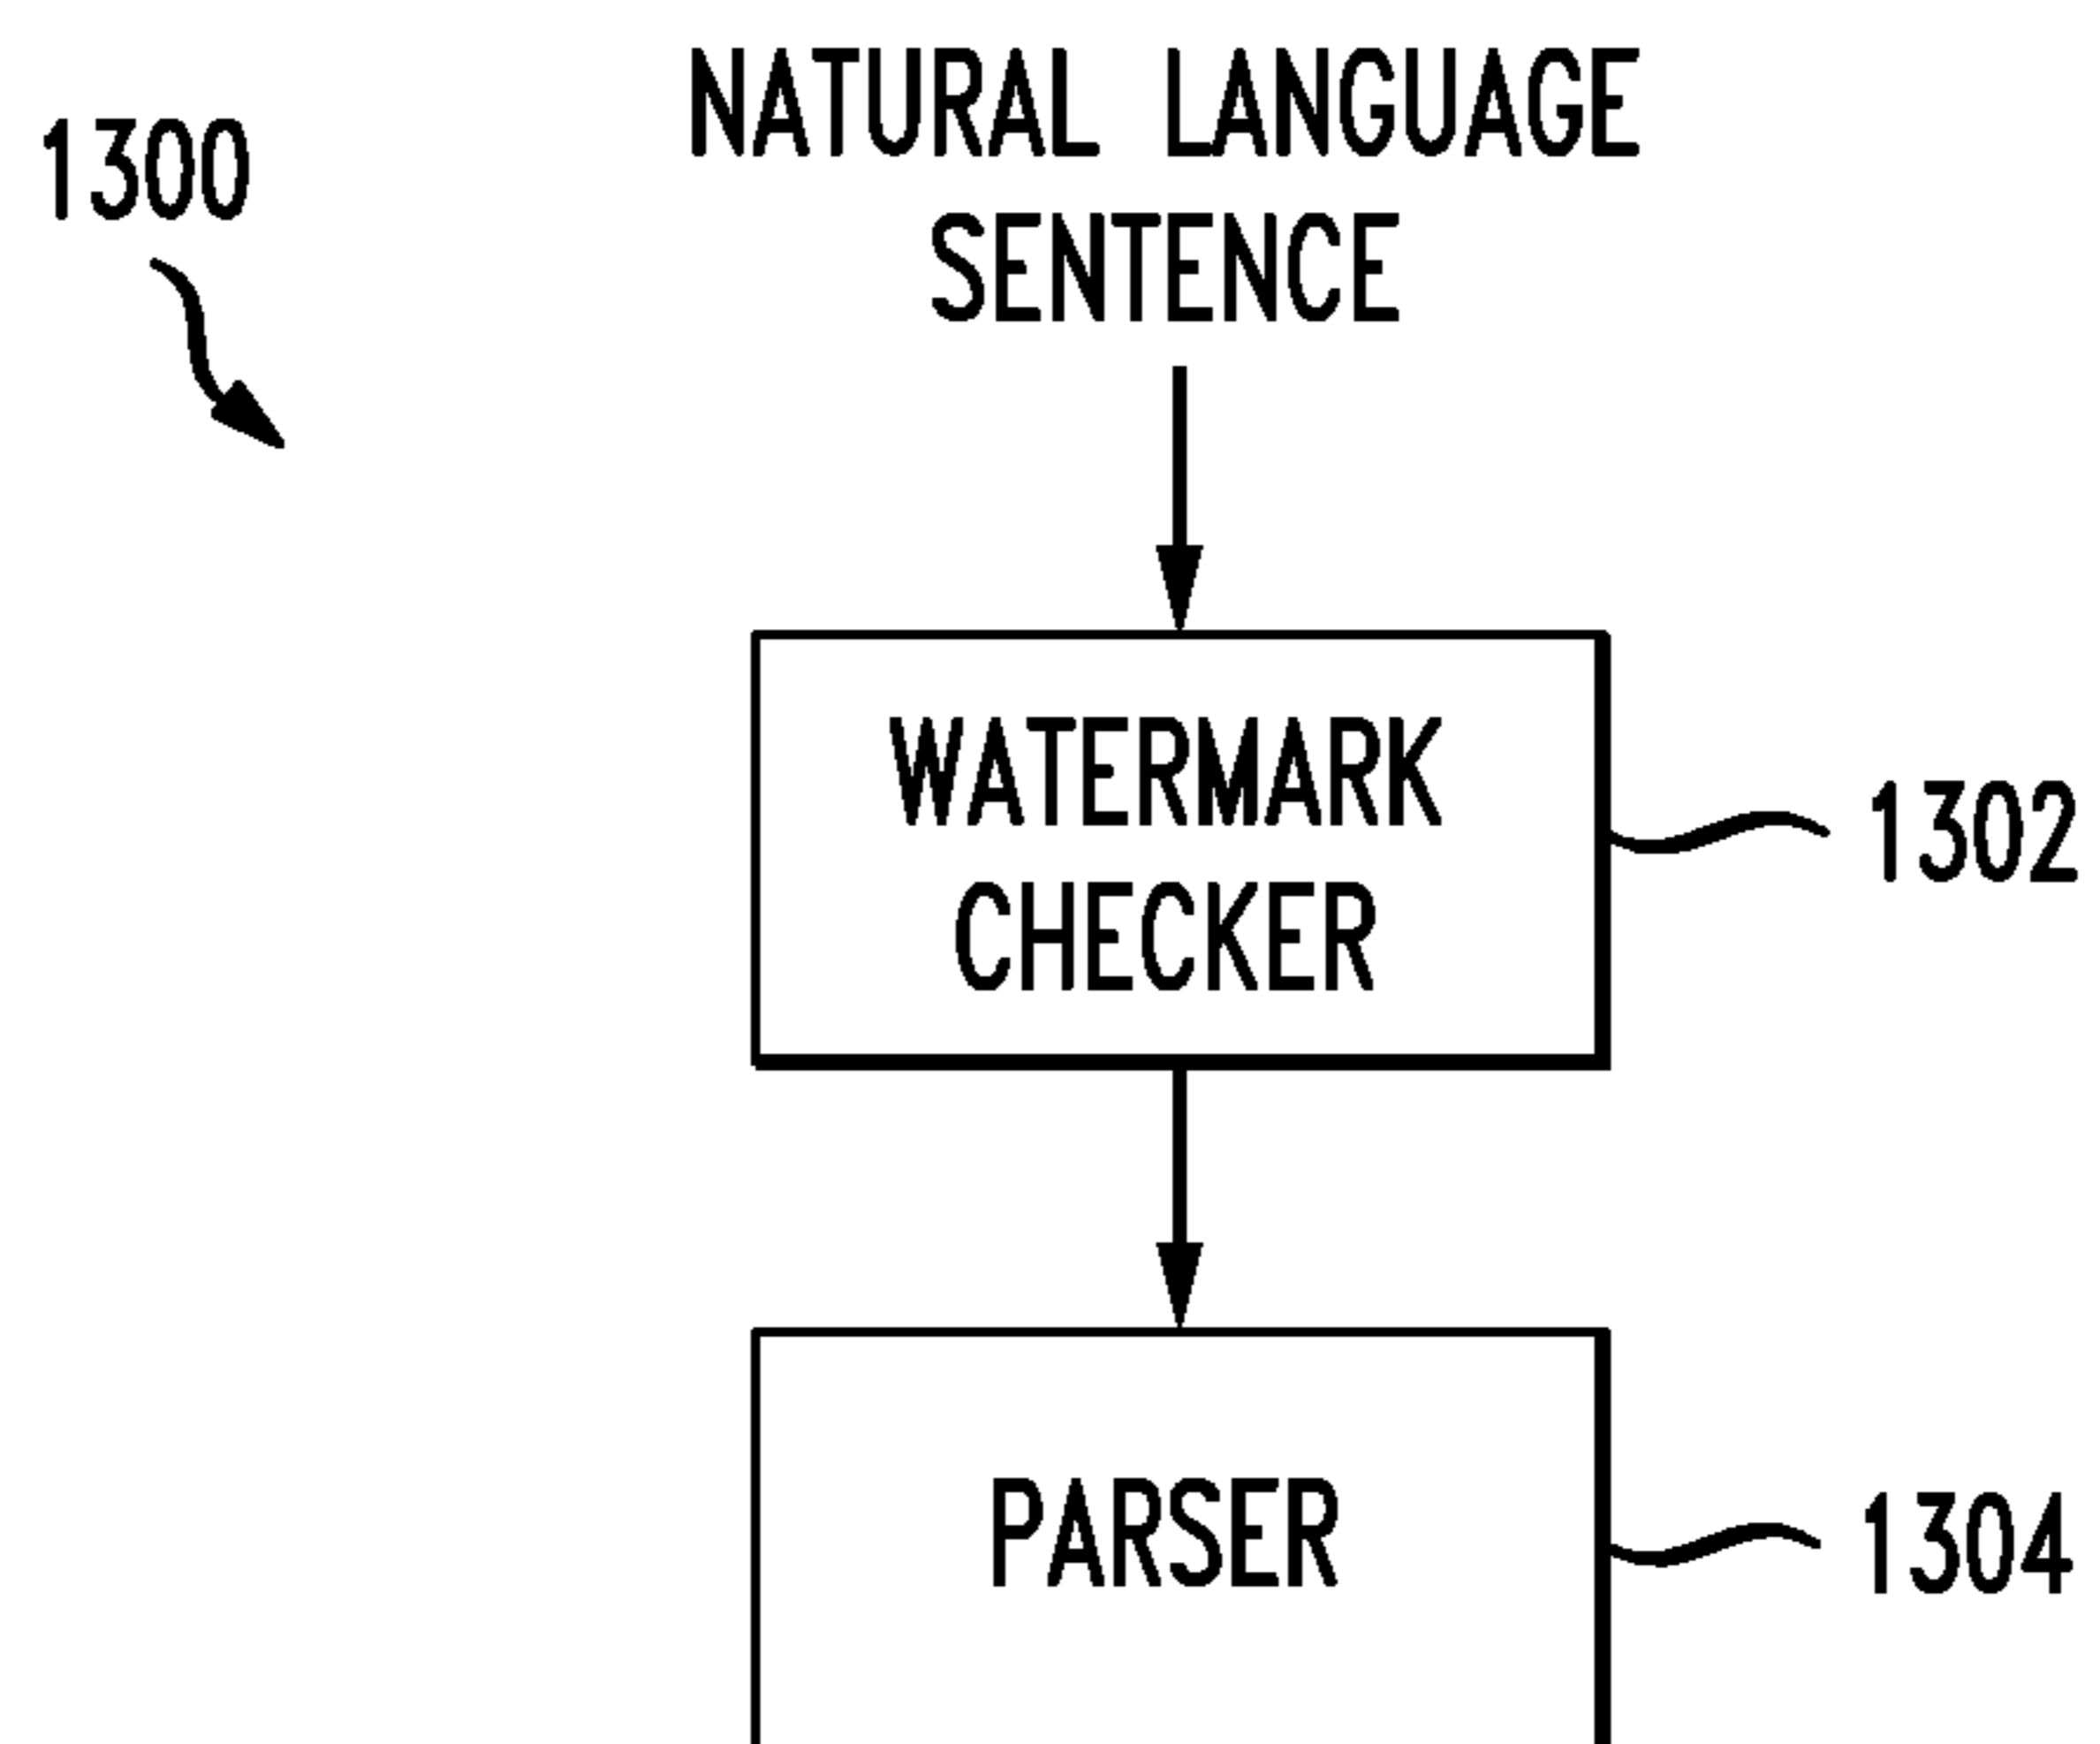 NATURAL LANGUAGE
SENTENCE
1300
WATERMARK
CHECKER
1302
PARSER
1304